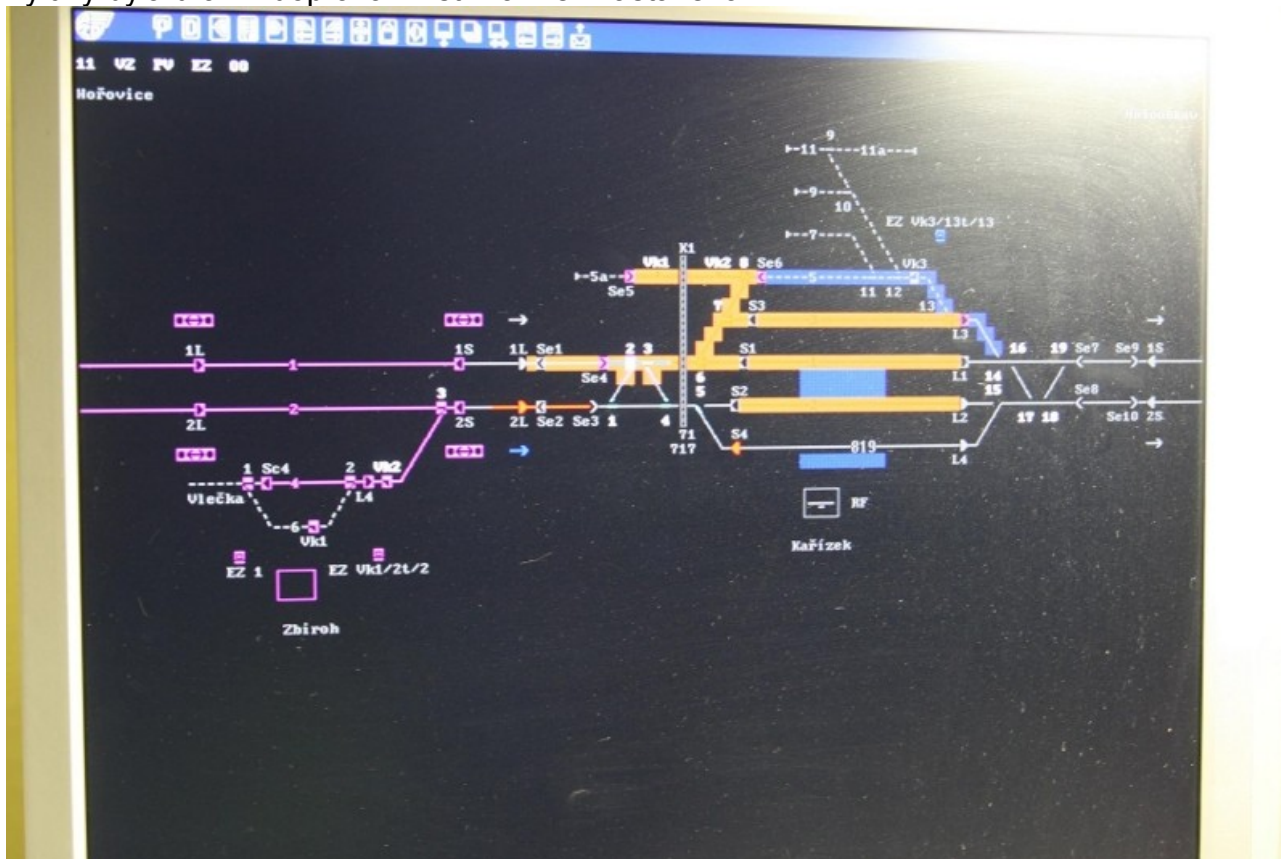 P D
11 VZ PV EZ 00
Hořovice
9
11 11a
9
10
7
EZ Vk3/13t/13
K1
Vk1 Vk2 8 Se6
Vk3
5a
5
Se5
11 12
13
7 S3
L3
1L 1S 1L Se1
2 3
S1
16 19 Se7 Se9 1S
1
Se4
6
L1 14
3
5 S2
15 Se8
2
2L 2S 2L Se2 Se3 1 4
L2 17 18 Se10 2S
71
S4
717
819
L4
1 Sc4 2 Vk2
4
Vlečka
L4
6
Vk1
RF
Kařízek
EZ 1 EZ Vk1/2t/2
Zbiroh